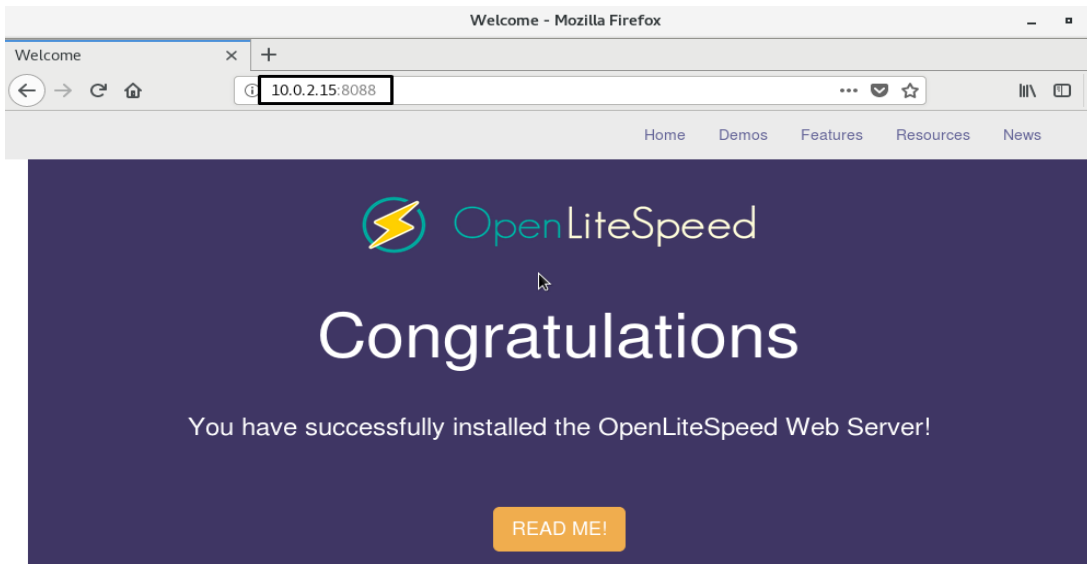 Welcome - Mozilla Firefox
Welcome
10.0.2.15:8088
Home Demos Features Resources News
OpenLiteSpeed
Congratulations
You have successfully installed the OpenLiteSpeed Web Server!
READ ME!